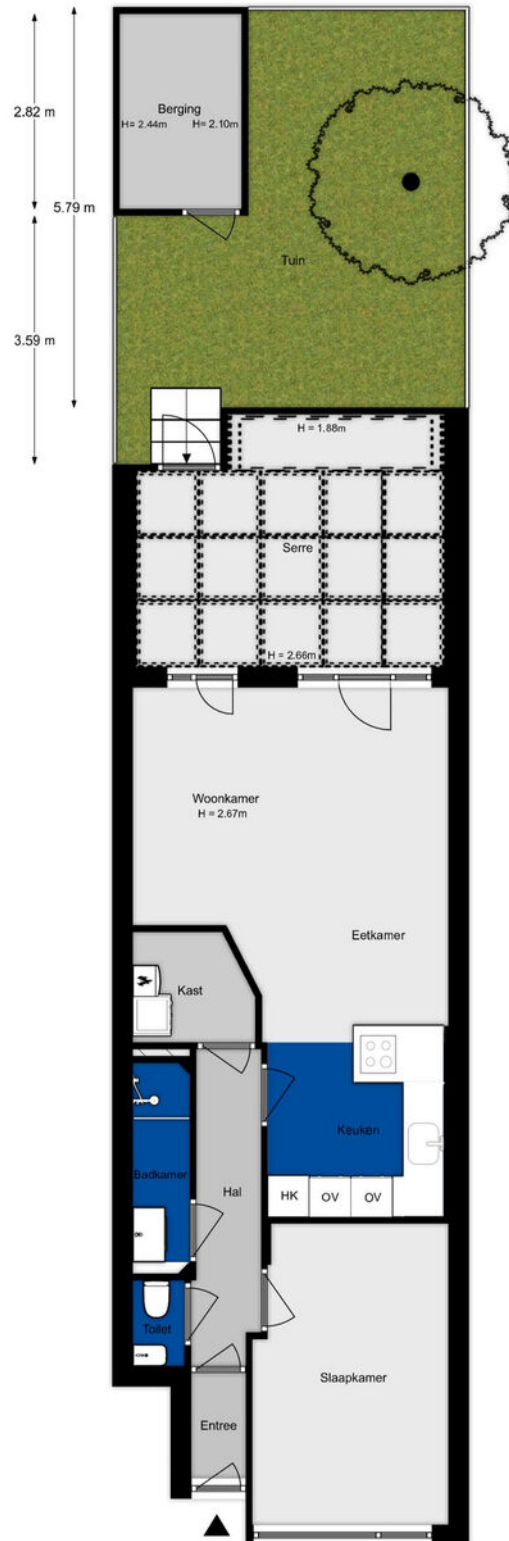 2.82 m
5.79 m
3.59 m
Berging
H= 2.44m H= 2.10m
Tuin
H = 1.88m
Serre
H = 2.66m
Woonkamer
H = 2.67m
Eetkamer
Kast
Keuken
Badkamer
Hal
HK OV OV
Toilet
Slaapkamer
Entree